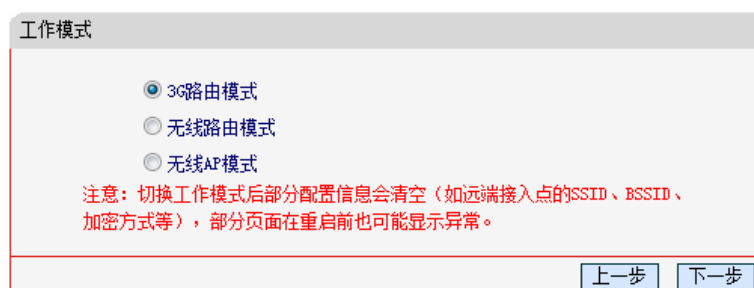 工作模式
3G路由模式
无线路由模式
无线AP模式
注意：切换工作模式后部分配置信息会清空（如远端接入点的SSID、BSSID、
加密方式等），部分页面在重启前也可能显示异常。
上一步 下一步